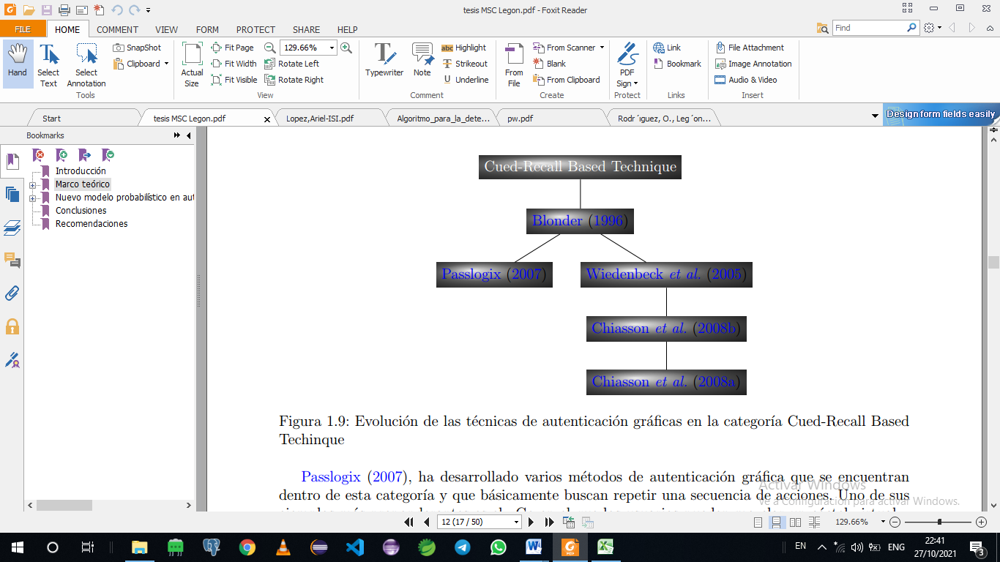 tesis MSC Legon.pdf - Foxit Reader
FILE HOME COMMENT VIEW FORM PROTECT SHARE HELP
Find
Hand
Select Text
Select Annotation
SnapShot
Clipboard
Tools
Actual Size
Fit Page
Fit Width
Fit Visible
129.66%
Rotate Left
Rotate Right
View
Typewriter
Note
Highlight
Strikeout
Underline
Comment
From File
From Scanner
Blank
From Clipboard
Create
PDF Sign
Protect
Link
Bookmark
Links
File Attachment
Image Annotation
Audio & Video
Insert
Start
tesis MSC Legon.pdf
Lopez,Ariel-ISI.pdf
Algoritmo_para_la_dete...
pw.pdf
Rodr ´ıguez, O., Leg ´on...
Design form fields easily
Bookmarks
Introducción
Marco teórico
Nuevo modelo probabilístico en aut
Conclusiones
Recomendaciones
Cued-Recall Based Technique
Blonder (1996)
Passlogix (2007)
Wiedenbeck et al. (2005)
Chiasson et al. (2008b)
Chiasson et al. (2008a)
Figura 1.9: Evolución de las técnicas de autenticación gráficas en la categoría Cued-Recall Based
Techinque
Passlogix (2007), ha desarrollado varios métodos de autenticación gráfica que se encuentran
dentro de esta categoría y que básicamente buscan repetir una secuencia de acciones. Uno de sus
Activar Windows
Ve a Configuración para activar Windows.
12 (17 / 50)
129.66%
EN
ENG
22:41
27/10/2021
3